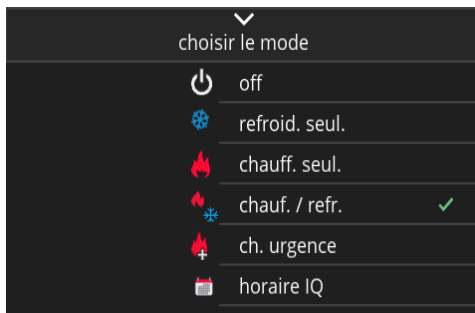 choisir le mode
off
refroid. seul.
chauff. seul.
chauf. / refr.
ch. urgence
horaire IQ